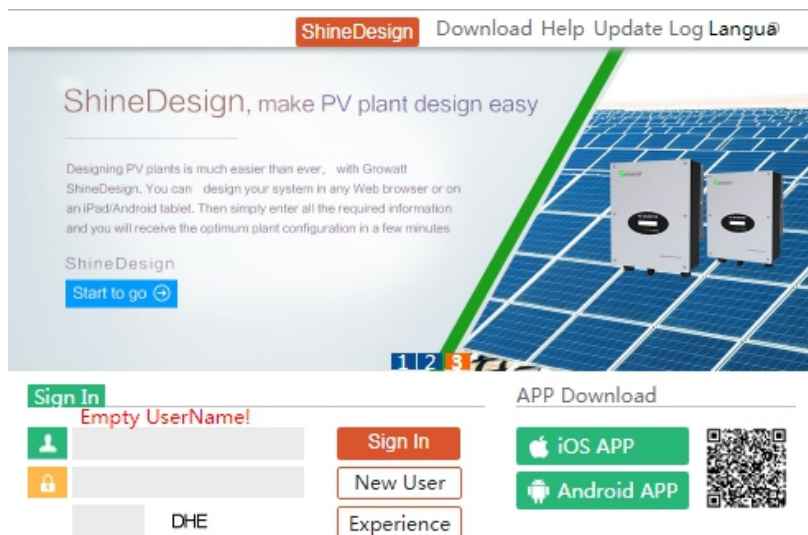 ShineDesign Download Help Update Log Langua
ShineDesign, make PV plant design easy
Designing PV plants is much easier than ever, with Growatt
ShineDesign. You can design your system in any Web browser or on
an iPad/Android tablet. Then simply enter all the required information
and you will receive the optimum plant configuration in a few minutes
ShineDesign
Start to go
Growatt
1 2 3
Sign In
Empty UserName!
Sign In
New User
DHE
Experience
APP Download
iOS APP
Android APP